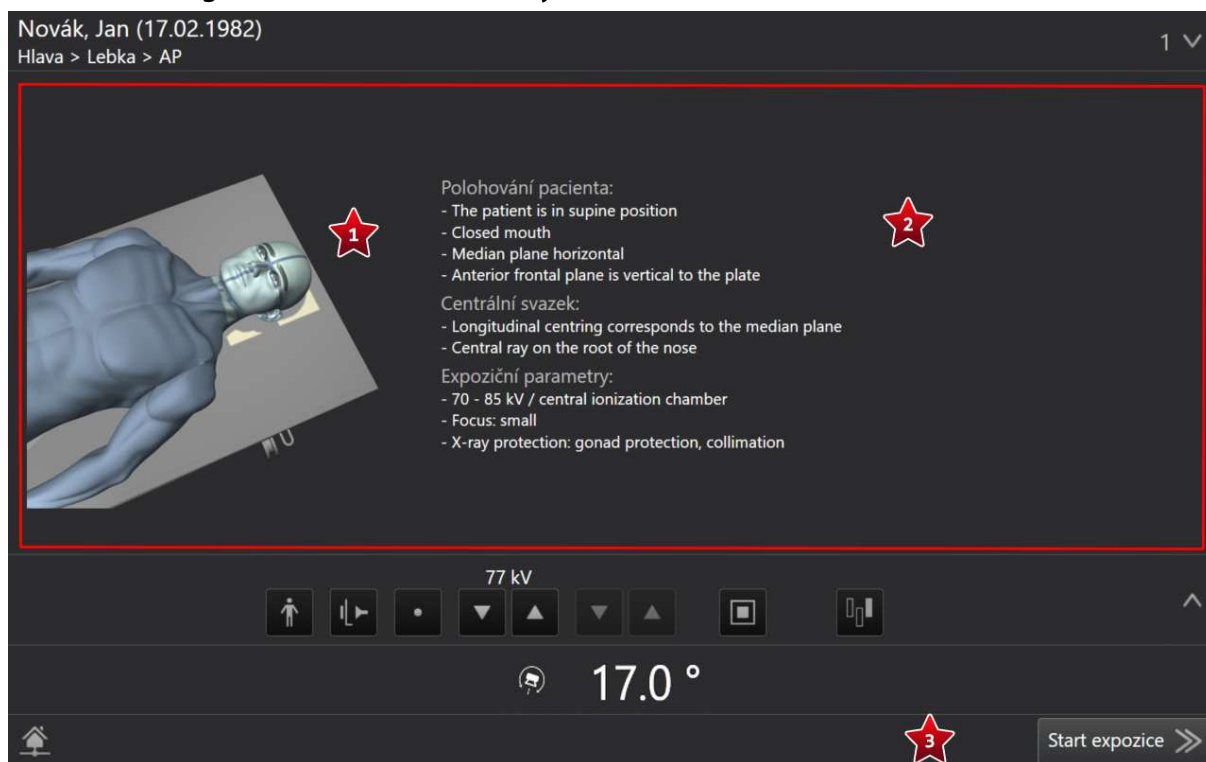 Novák, Jan (17.02.1982)
Hlava > Lebka > AP
1
1
2
Polohování pacienta:
- The patient is in supine position
- Closed mouth
- Median plane horizontal
- Anterior frontal plane is vertical to the plate
Centrální svazek:
- Longitudinal centring corresponds to the median plane
- Central ray on the root of the nose
Expoziční parametry:
- 70 - 85 kV / central ionization chamber
- Focus: small
- X-ray protection: gonad protection, collimation
77 kV
17.0 °
3
Start expozice